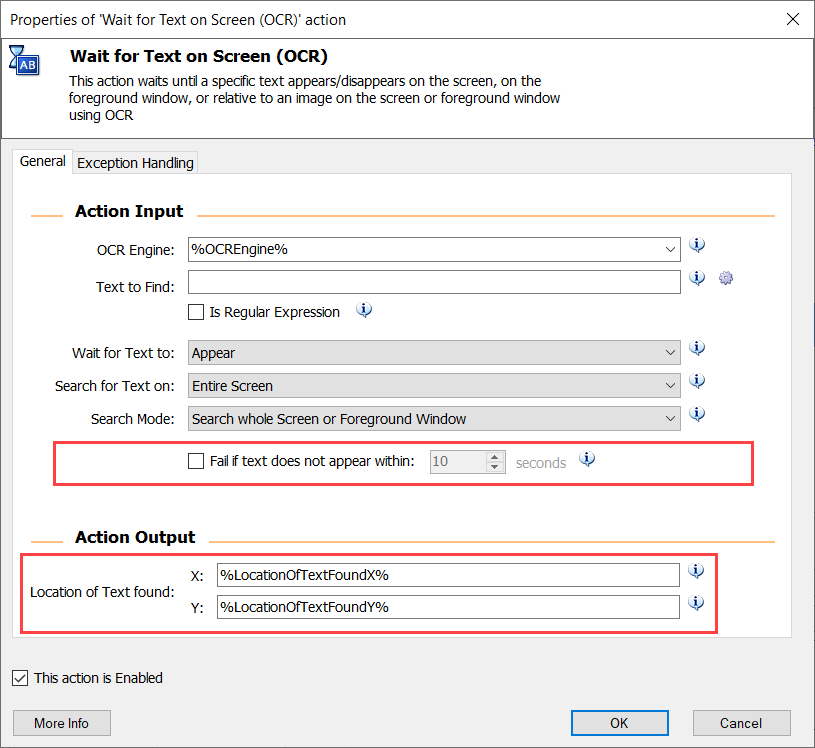 Properties of 'Wait for Text on Screen (OCR)' action
AB
Wait for Text on Screen (OCR)
This action waits until a specific text appears/disappears on the screen, on the
foreground window, or relative to an image on the screen or foreground window
using OCR
General Exception Handling
Action Input
OCR Engine: %OCREngine%
Text to Find:
Is Regular Expression
Wait for Text to: Appear
Search for Text on: Entire Screen
Search Mode: Search whole Screen or Foreground Window
Fail if text does not appear within: 10 seconds
Action Output
Location of Text found:
X: %LocationOfTextFoundX%
Y: %LocationOfTextFoundY%
This action is Enabled
More Info OK Cancel